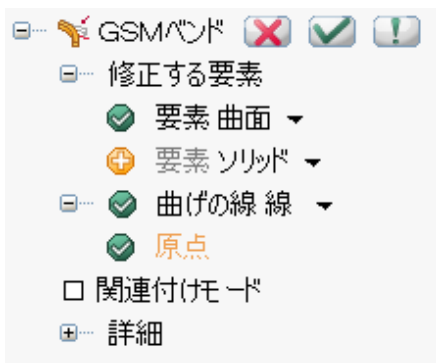 GSMベンド
修正する要素
要素 曲面
要素 ソリッド
曲げの線 線
原点
関連付けモード
詳細